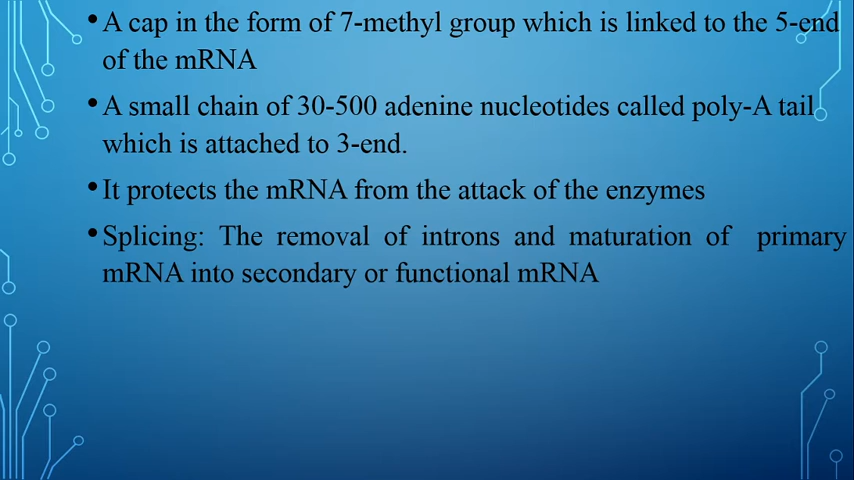 • A cap in the form of 7-methyl group which is linked to the 5-end
of the mRNA
• A small chain of 30-500 adenine nucleotides called poly-A tail
which is attached to 3-end.
• It protects the mRNA from the attack of the enzymes
• Splicing: The removal of introns and maturation of primary
mRNA into secondary or functional mRNA